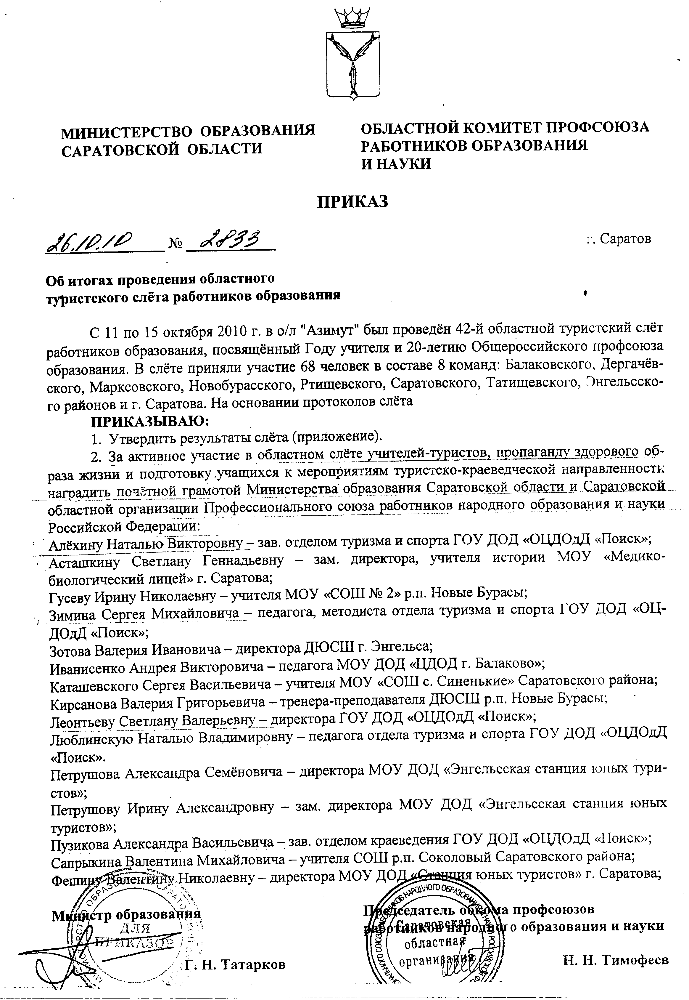 МИНИСТЕРСТВО ОБРАЗОВАНИЯ
САРАТОВСКОЙ ОБЛАСТИ
ОБЛАСТНОЙ КОМИТЕТ ПРОФСОЮЗА
РАБОТНИКОВ ОБРАЗОВАНИЯ
И НАУКИ
ПРИКАЗ
26.10.10 № 2833
г. Саратов
Об итогах проведения областного
туристского слёта работников образования
С 11 по 15 октября 2010 г. в о/л "Азимут" был проведён 42-й областной туристский слёт
работников образования, посвящённый Году учителя и 20-летию Общероссийского профсоюза
образования. В слёте приняли участие 68 человек в составе 8 команд: Балаковского, Дергачёв-
ского, Марксовского, Новобурасского, Ртищевского, Саратовского, Татищевского, Энгельсско-
го районов и г. Саратова. На основании протоколов слёта
ПРИКАЗЫВАЮ:
1. Утвердить результаты слёта (приложение).
2. За активное участие в областном слёте учителей-туристов, пропаганду здорового об-
раза жизни и подготовку учащихся к мероприятиям туристско-краеведческой направленности
наградить почётной грамотой Министерства образования Саратовской области и Саратовской
областной организации Профессионального союза работников народного образования и науки
Российской Федерации:
Алёхину Наталью Викторовну – зав. отделом туризма и спорта ГОУ ДОД «ОЦДОдД «Поиск»;
Асташкину Светлану Геннадьевну – зам. директора, учителя истории МОУ «Медико-
биологический лицей» г. Саратова;
Гусеву Ирину Николаевну – учителя МОУ «СОШ № 2» р.п. Новые Бурасы;
Зимина Сергея Михайловича – педагога, методиста отдела туризма и спорта ГОУ ДОД «ОЦ-
ДОдД «Поиск»;
Зотова Валерия Ивановича – директора ДЮСШ г. Энгельса;
Иванисенко Андрея Викторовича – педагога МОУ ДОД «ЦДОД г. Балаково»;
Каташевского Сергея Васильевича – учителя МОУ «СОШ с. Синенькие» Саратовского района;
Кирсанова Валерия Григорьевича – тренера-преподавателя ДЮСШ р.п. Новые Бурасы;
Леонтьеву Светлану Валерьевну – директора ГОУ ДОД «ОЦДОдД «Поиск»;
Люблинскую Наталью Владимировну – педагога отдела туризма и спорта ГОУ ДОД «ОЦДОдД
«Поиск».
Петрушова Александра Семёновича – директора МОУ ДОД «Энгельсская станция юных тури-
стов»;
Петрушову Ирину Александровну – зам. директора МОУ ДОД «Энгельсская станция юных
туристов»;
Пузикова Александра Васильевича – зав. отделом краеведения ГОУ ДОД «ОЦДОдД «Поиск»;
Сапрыкина Валентина Михайловича – учителя СОШ р.п. Соколовый Саратовского района;
Фешину Валентину Николаевну – директора МОУ ДОД «Станция юных туристов» г. Саратова;
Министр образования
ДЛЯ
ПРИКАЗОВ
Г. Н. Татарков
Председатель обкома профсоюзов
работников народного образования и науки
Саратовская
областная
организация
Н. Н. Тимофеев